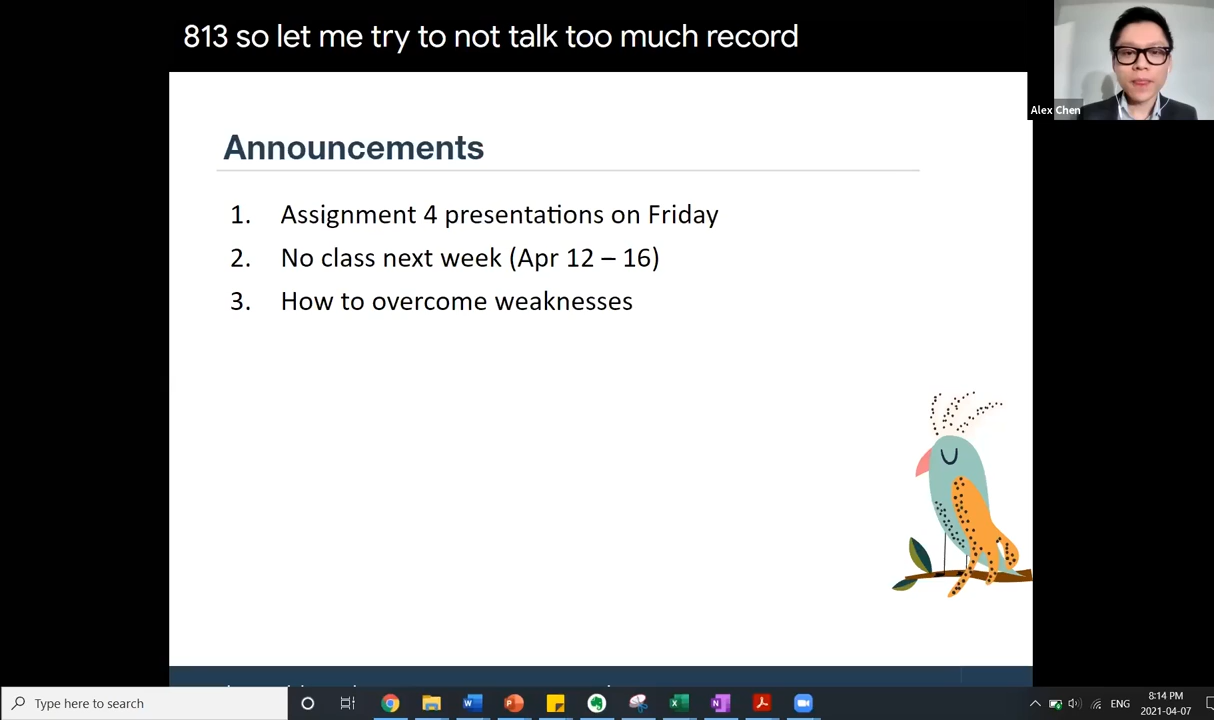 813 so let me try to not talk too much record
Alex Chen
Announcements
1. Assignment 4 presentations on Friday
2. No class next week (Apr 12 – 16)
3. How to overcome weaknesses
Type here to search
ENG
8:14 PM
2021-04-07